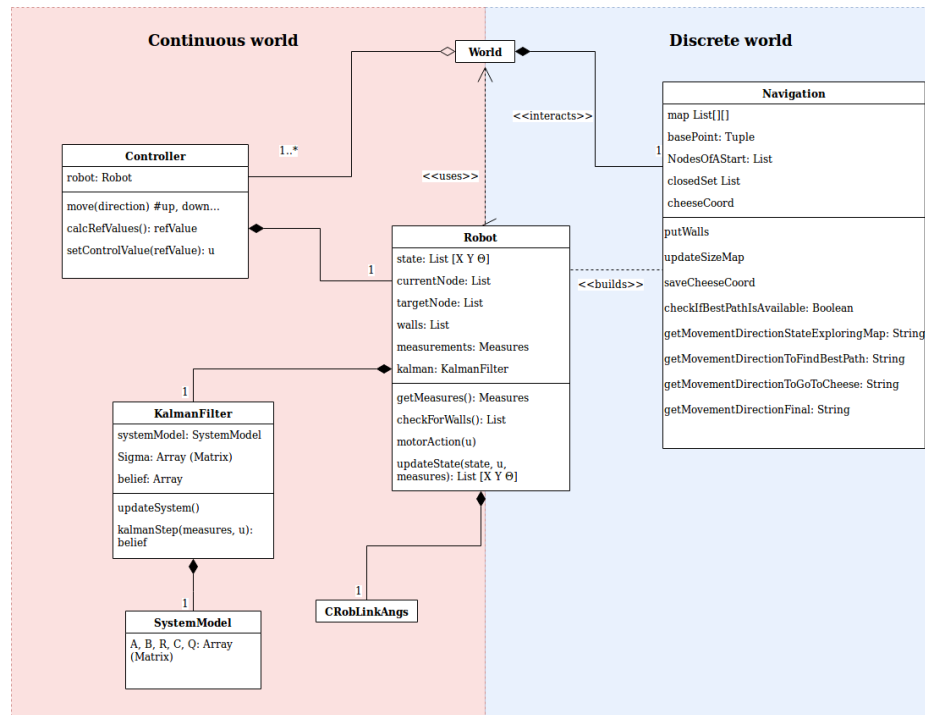 Continuous world
Discrete world
World
Navigation
map List[][]
basePoint: Tuple
NodesOfAStart: List
closedSet List
cheeseCoord
putWalls
updateSizeMap
saveCheeseCoord
checkIfBestPathIsAvailable: Boolean
getMovementDirectionStateExploringMap: String
getMovementDirectionToFindBestPath: String
getMovementDirectionToGoToCheese: String
getMovementDirectionFinal: String
<<interacts>>
1
1..*
<<uses>>
Controller
robot: Robot
move(direction) #up, down...
calcRefValues(): refValue
setControlValue(refValue): u
1
Robot
state: List [X Y Θ]
currentNode: List
targetNode: List
walls: List
measurements: Measures
kalman: KalmanFilter
getMeasures(): Measures
checkForWalls(): List
motorAction(u)
updateState(state, u,
measures): List [X Y Θ]
<<builds>>
1
KalmanFilter
systemModel: SystemModel
Sigma: Array (Matrix)
belief: Array
updateSystem()
kalmanStep(measures, u):
belief
1
SystemModel
A, B, R, C, Q: Array
(Matrix)
1
CRobLinkAngs